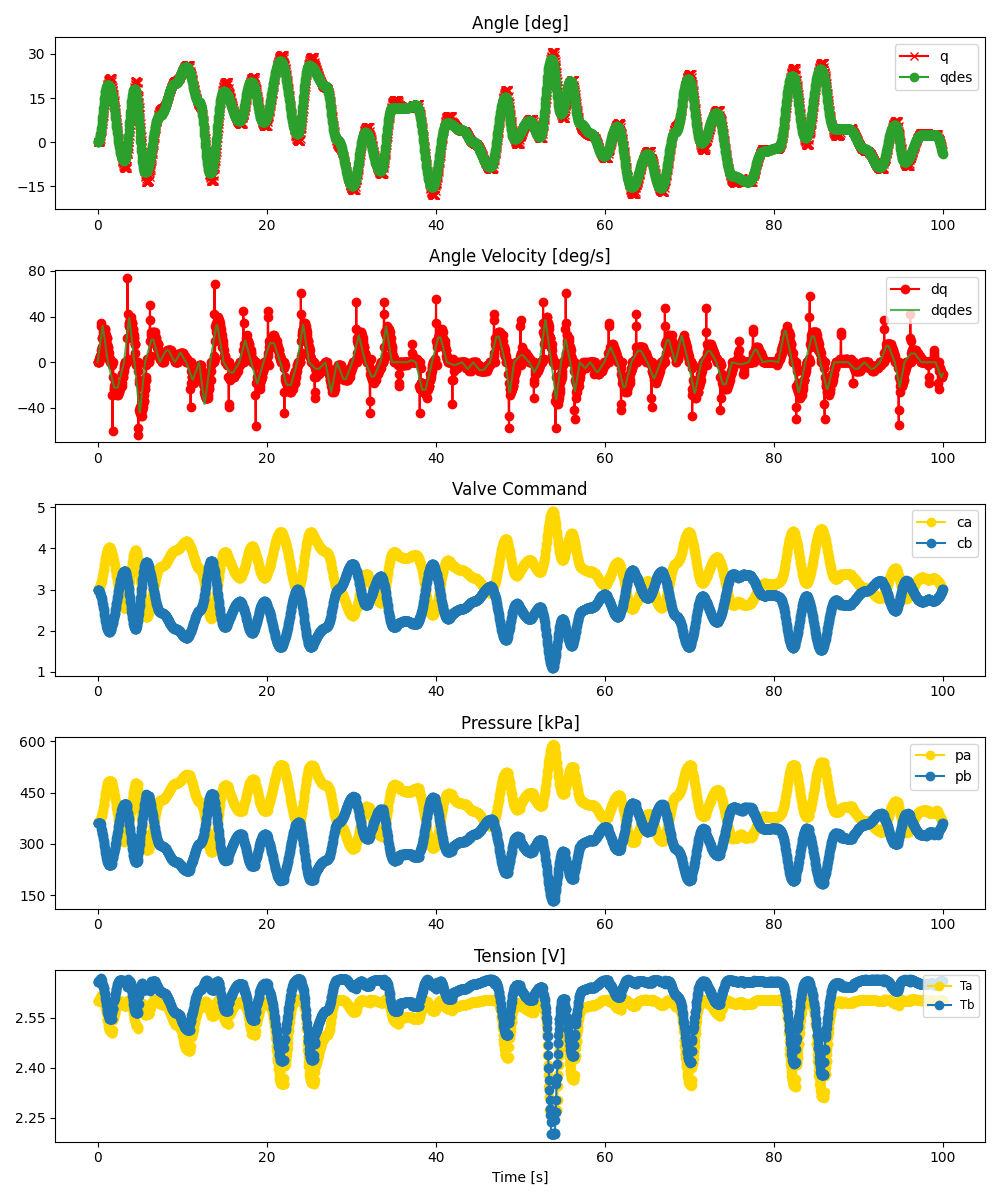 Angle [deg]
30
15
0
−15
q
qdes
0 20 40 60 80 100
Angle Velocity [deg/s]
80
40
0
−40
dq
dqdes
0 20 40 60 80 100
Valve Command
5
4
3
2
1
ca
cb
0 20 40 60 80 100
Pressure [kPa]
600
450
300
150
pa
pb
0 20 40 60 80 100
Tension [V]
2.55
2.40
2.25
Ta
Tb
0 20 40 60 80 100
Time [s]